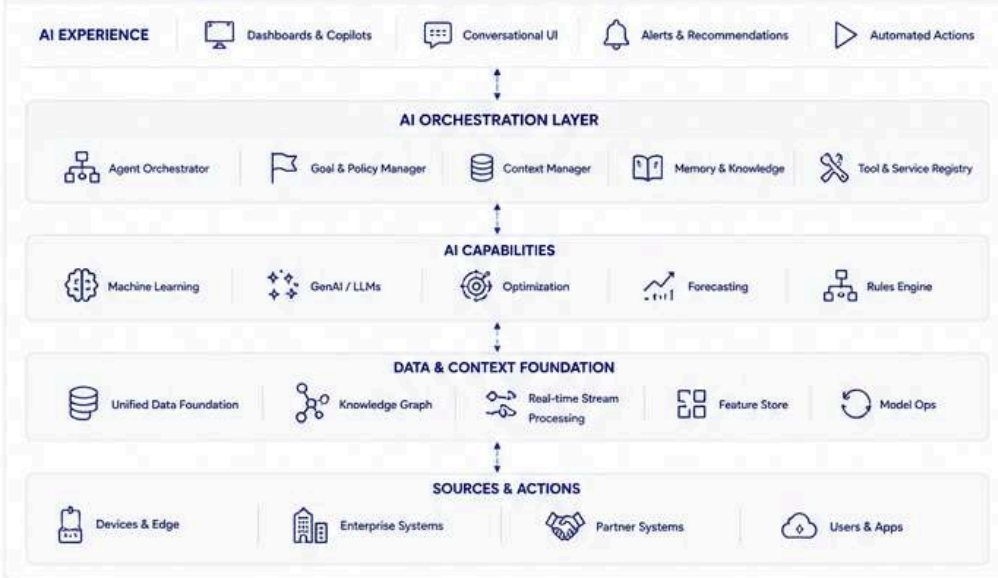 AI EXPERIENCE
Dashboards & Copilots
Conversational UI
Alerts & Recommendations
Automated Actions
AI ORCHESTRATION LAYER
Agent Orchestrator
Goal & Policy Manager
Context Manager
Memory & Knowledge
Tool & Service Registry
AI CAPABILITIES
Machine Learning
GenAI / LLMs
Optimization
Forecasting
Rules Engine
DATA & CONTEXT FOUNDATION
Unified Data Foundation
Knowledge Graph
Real-time Stream
Processing
Feature Store
Model Ops
SOURCES & ACTIONS
Devices & Edge
Enterprise Systems
Partner Systems
Users & Apps